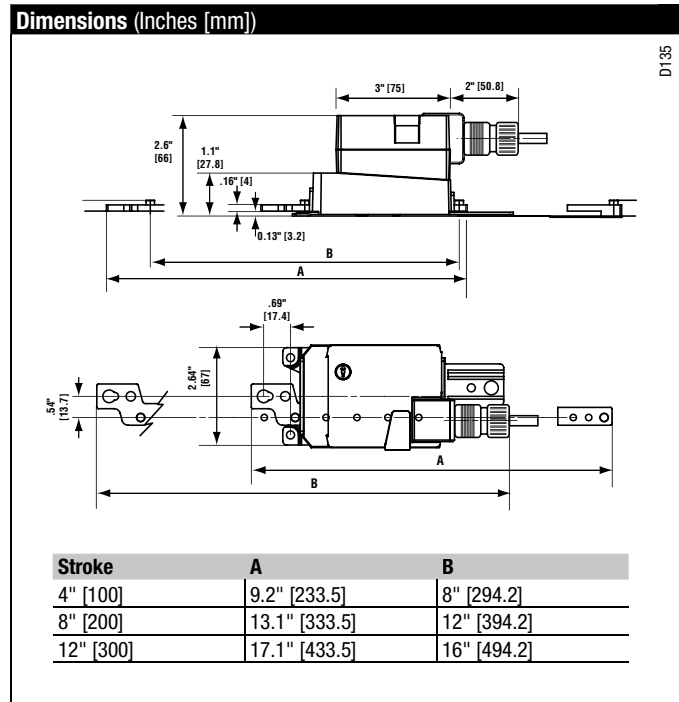 Dimensions (Inches [mm])
D135
3" [75]
2" [50.8]
2.6"
[66]
1.1"
[27.8]
.16" [4]
0.13" [3.2]
B
A
.69"
[17.4]
2.64"
[67]
.54"
[13.7]
A
B
Stroke A B
4" [100] 9.2" [233.5] 8" [294.2]
8" [200] 13.1" [333.5] 12" [394.2]
12" [300] 17.1" [433.5] 16" [494.2]